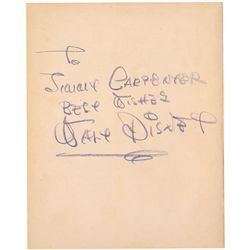 To
Jimmy Carpenter
Best Wishes
Walt Disney